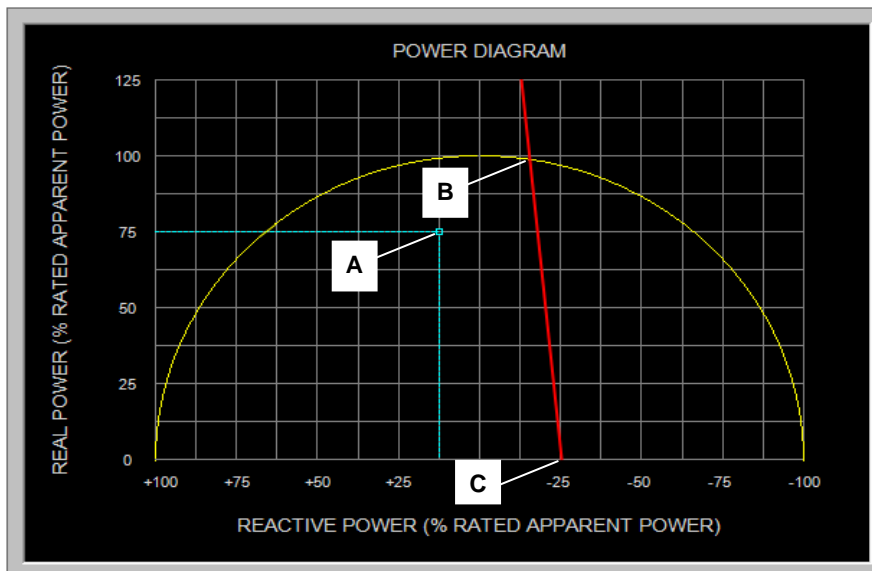 POWER DIAGRAM
REAL POWER (% RATED APPARENT POWER)
125
100
75
50
25
0
B
A
C
+100 +75 +50 +25 -25 -50 -75 -100
REACTIVE POWER (% RATED APPARENT POWER)